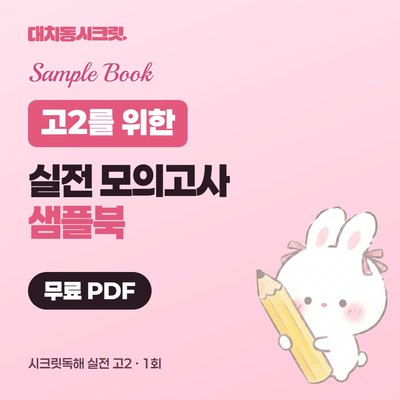 대치동시크릿.
Sample Book
고2를 위한
실전 모의고사
샘플북
무료 PDF
시크릿독해 실전 고2 · 1회